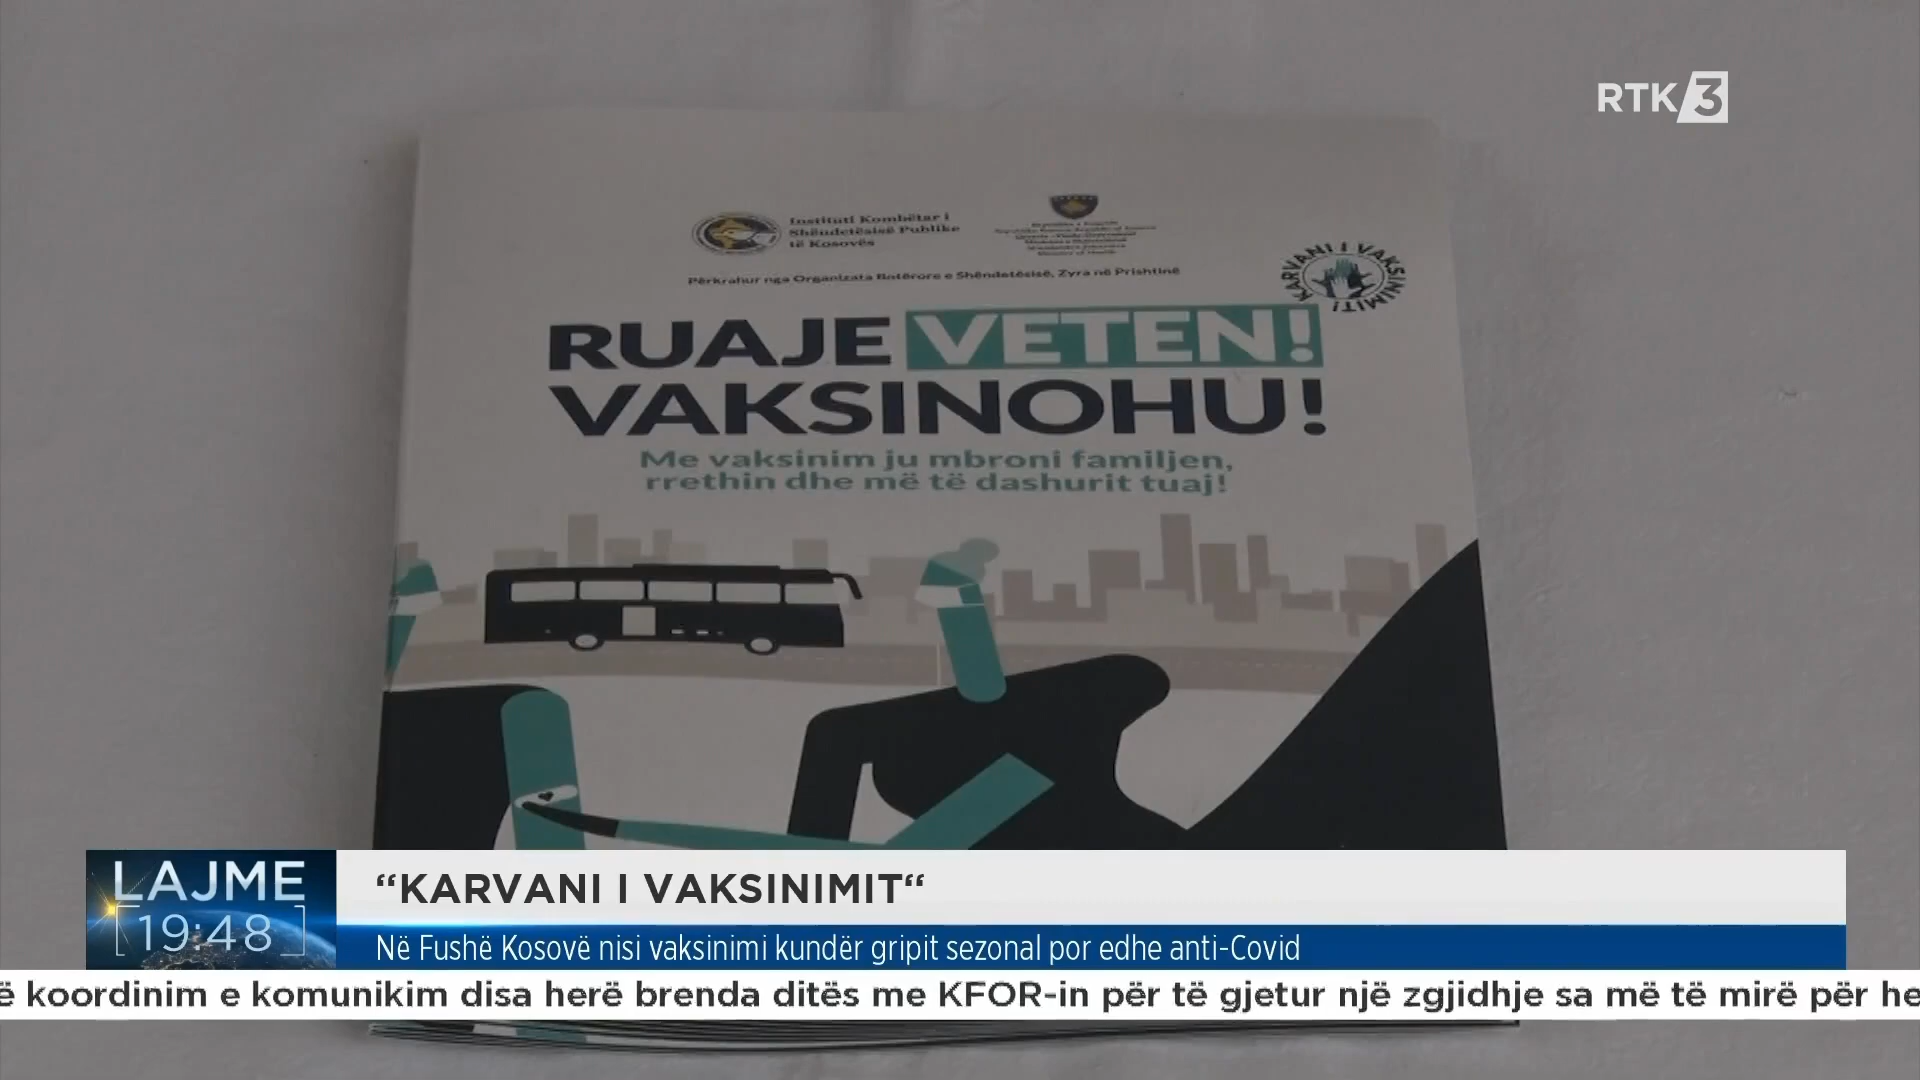 RTK 3
Instituti Kombëtar i
Shëndetësisë Publike
të Kosovës
Përkrahur nga Organizata Botërore e Shëndetësisë, Zyra në Prishtinë
KARVANI I VAKSINIMIT!
RUAJE VETEN!
VAKSINOHU!
Me vaksinim ju mbroni familjen,
rrethin dhe më të dashurit tuaj!
LAJME
19:48
“KARVANI I VAKSINIMIT“
Në Fushë Kosovë nisi vaksinimi kundër gripit sezonal por edhe anti-Covid
ë koordinim e komunikim disa herë brenda ditës me KFOR-in për të gjetur një zgjidhje sa më të mirë për he